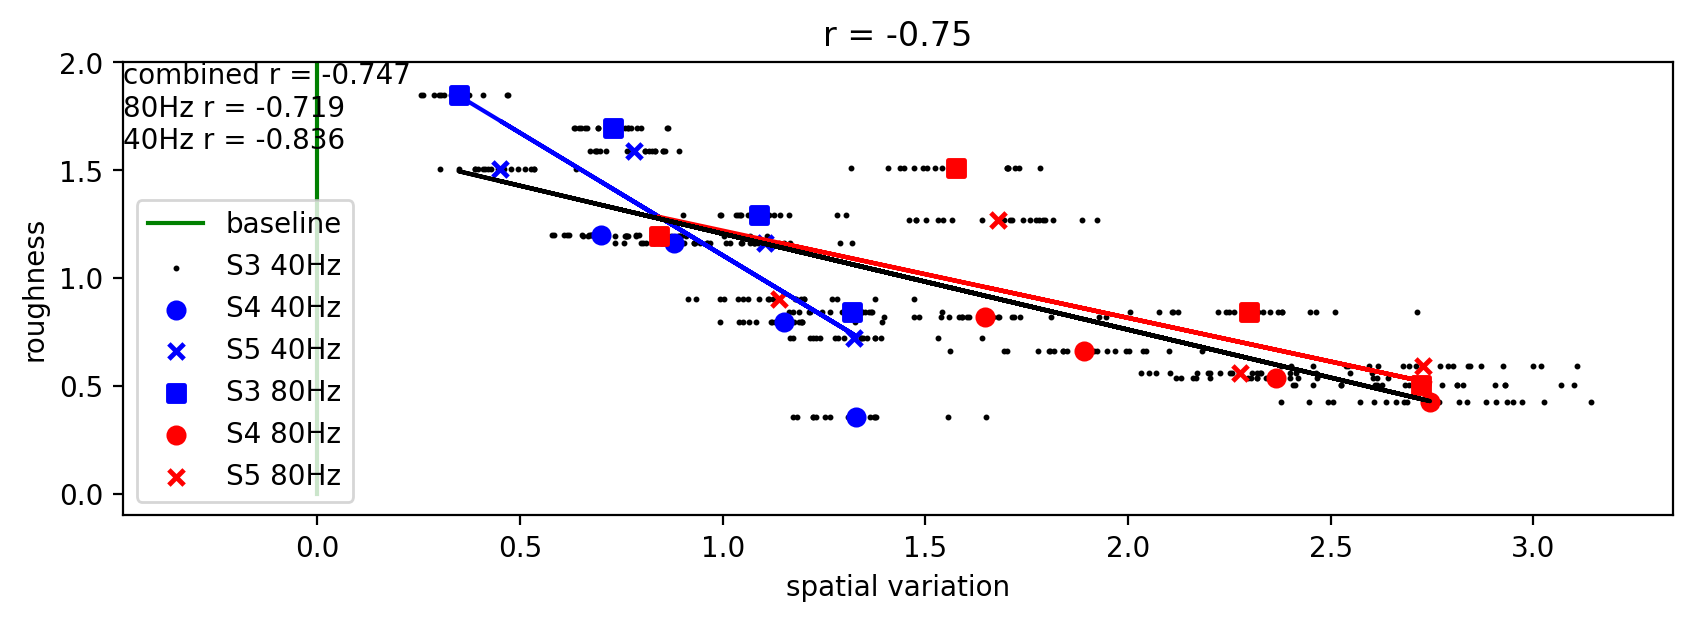 r = -0.75
combined r = -0.747
80Hz r = -0.719
40Hz r = -0.836
baseline
S3 40Hz
S4 40Hz
S5 40Hz
S3 80Hz
S4 80Hz
S5 80Hz
roughness
2.0
1.5
1.0
0.5
0.0
0.0 0.5 1.0 1.5 2.0 2.5 3.0
spatial variation